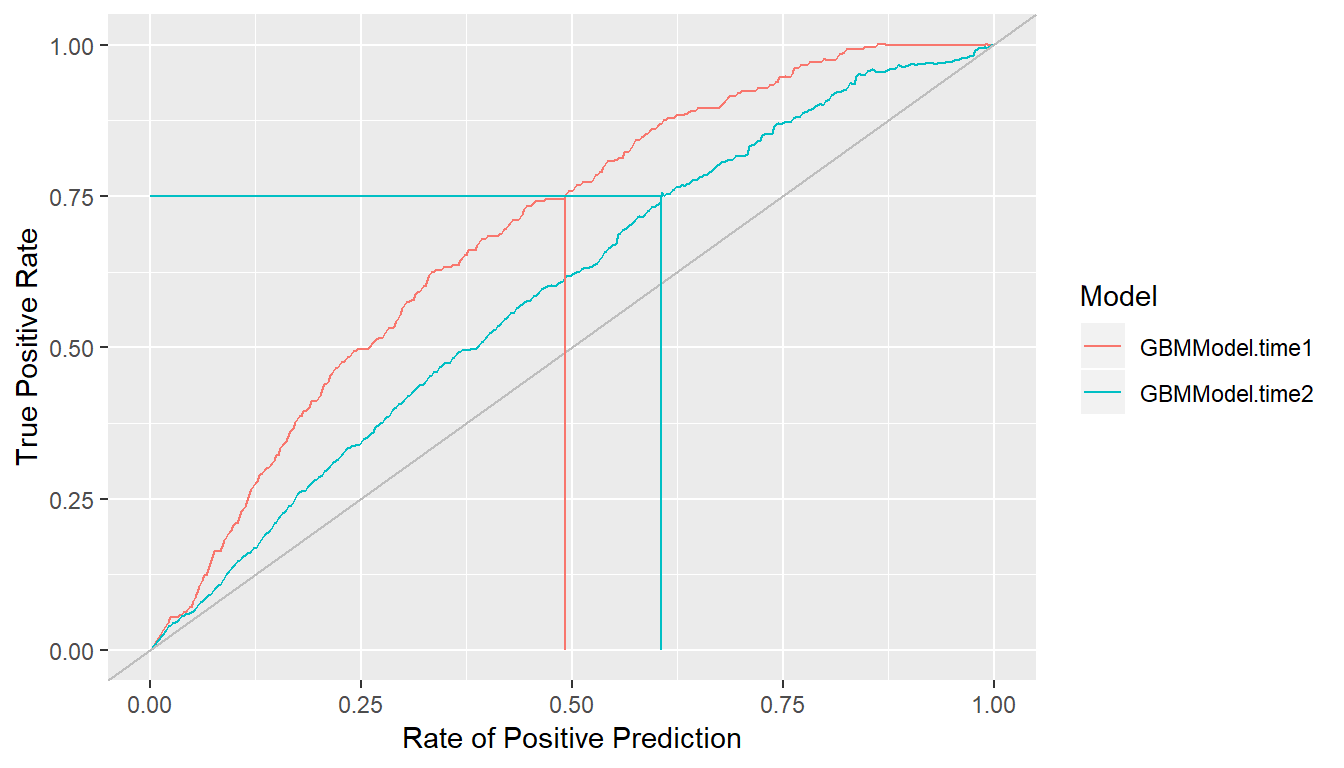 1.00
0.75
0.50
0.25
0.00
True Positive Rate
0.00 0.25 0.50 0.75 1.00
Rate of Positive Prediction
Model
GBMModel.time1
GBMModel.time2